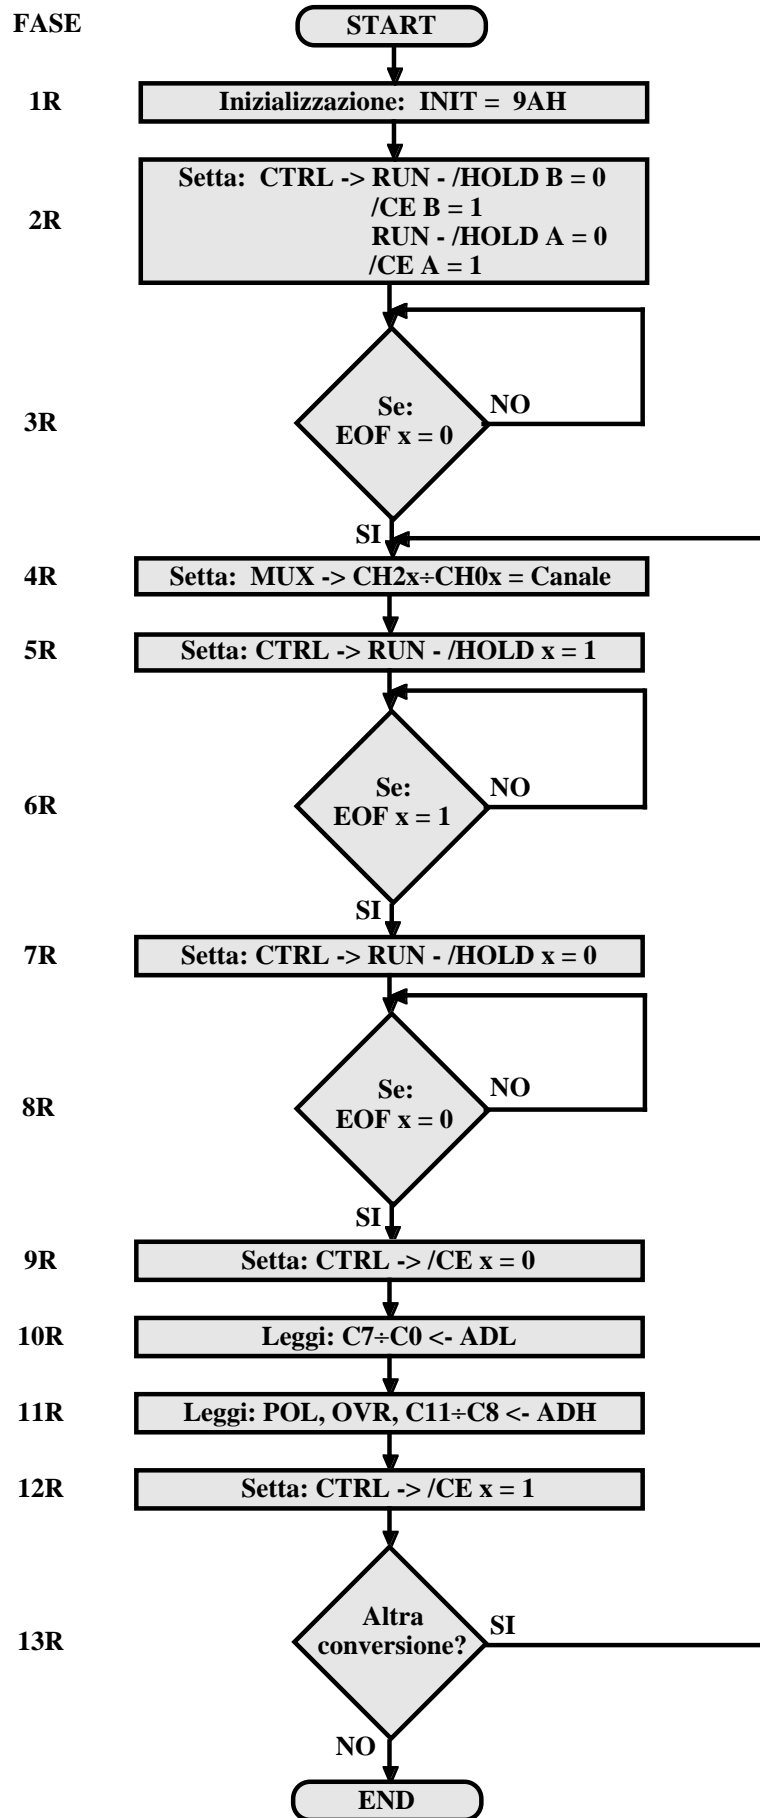 FASE
START
1R
Inizializzazione: INIT = 9AH
2R
Setta: CTRL -> RUN - /HOLD B = 0
/CE B = 1
RUN - /HOLD A = 0
/CE A = 1
3R
Se:
EOF x = 0
NO
SI
4R
Setta: MUX -> CH2x÷CH0x = Canale
5R
Setta: CTRL -> RUN - /HOLD x = 1
6R
Se:
EOF x = 1
NO
SI
7R
Setta: CTRL -> RUN - /HOLD x = 0
8R
Se:
EOF x = 0
NO
SI
9R
Setta: CTRL -> /CE x = 0
10R
Leggi: C7÷C0 <- ADL
11R
Leggi: POL, OVR, C11÷C8 <- ADH
12R
Setta: CTRL -> /CE x = 1
13R
Altra
conversione?
SI
NO
END